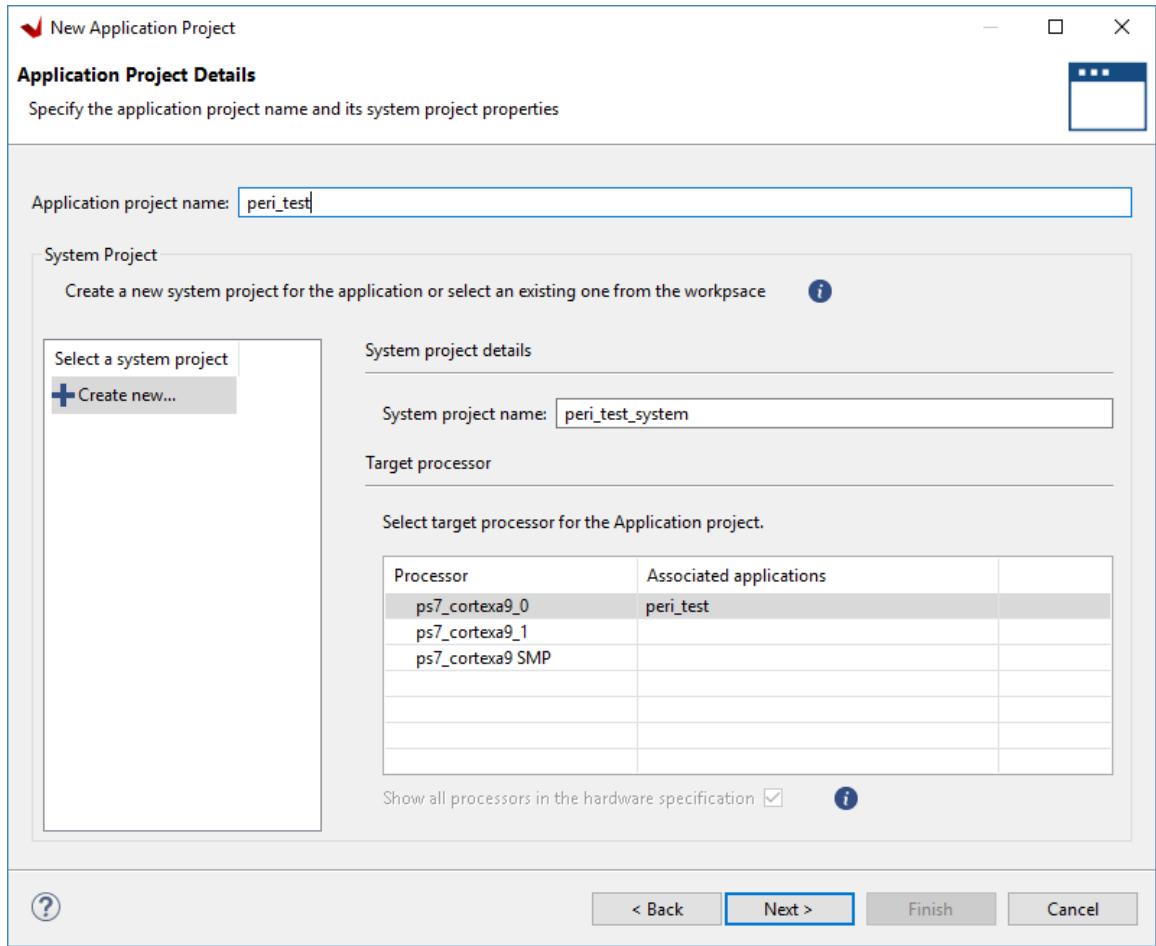 New Application Project
Application Project Details
Specify the application project name and its system project properties
Application project name: peri_test
System Project
Create a new system project for the application or select an existing one from the workpsace
Select a system project
Create new...
System project details
System project name: peri_test_system
Target processor
Select target processor for the Application project.
Processor Associated applications
ps7_cortexa9_0 peri_test
ps7_cortexa9_1
ps7_cortexa9 SMP
Show all processors in the hardware specification
< Back Next > Finish Cancel